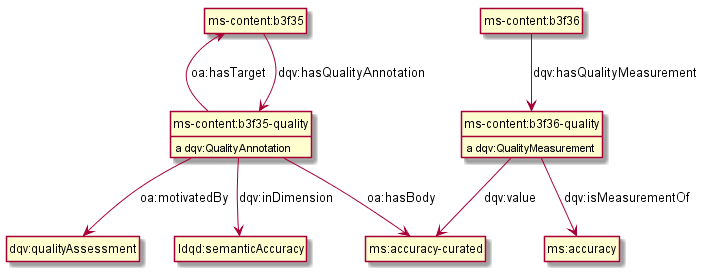 ms-content:b3f35
ms-content:b3f36
oa:hasTarget
dqv:hasQualityAnnotation
dqv:hasQualityMeasurement
ms-content:b3f35-quality
a dqv:QualityAnnotation
ms-content:b3f36-quality
a dqv:QualityMeasurement
oa:motivatedBy
dqv:inDimension
oa:hasBody
dqv:value
dqv:isMeasurementOf
dqv:qualityAssessment
ldqd:semanticAccuracy
ms:accuracy-curated
ms:accuracy